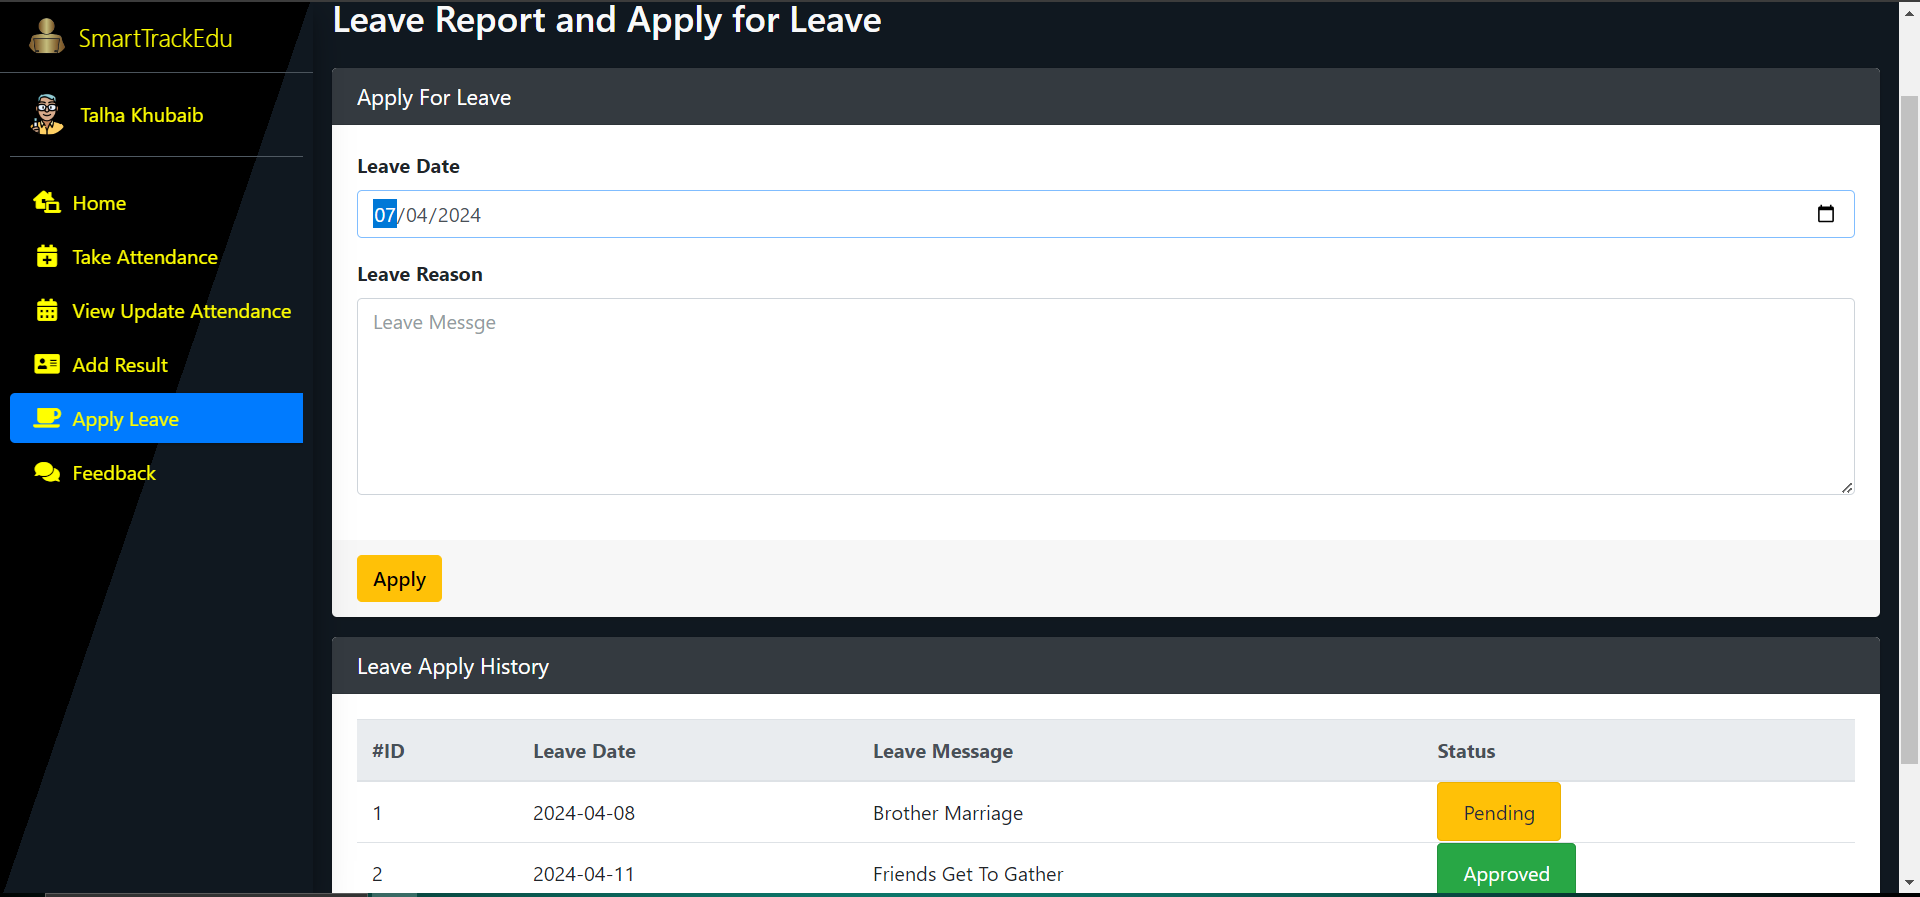 SmartTrackEdu
Talha Khubaib
Home
Take Attendance
View Update Attendance
Add Result
Apply Leave
Feedback
Leave Report and Apply for Leave
Apply For Leave
Leave Date
07/04/2024
Leave Reason
Leave Messge
Apply
Leave Apply History
#ID Leave Date Leave Message Status
1 2024-04-08 Brother Marriage Pending
2 2024-04-11 Friends Get To Gather Approved